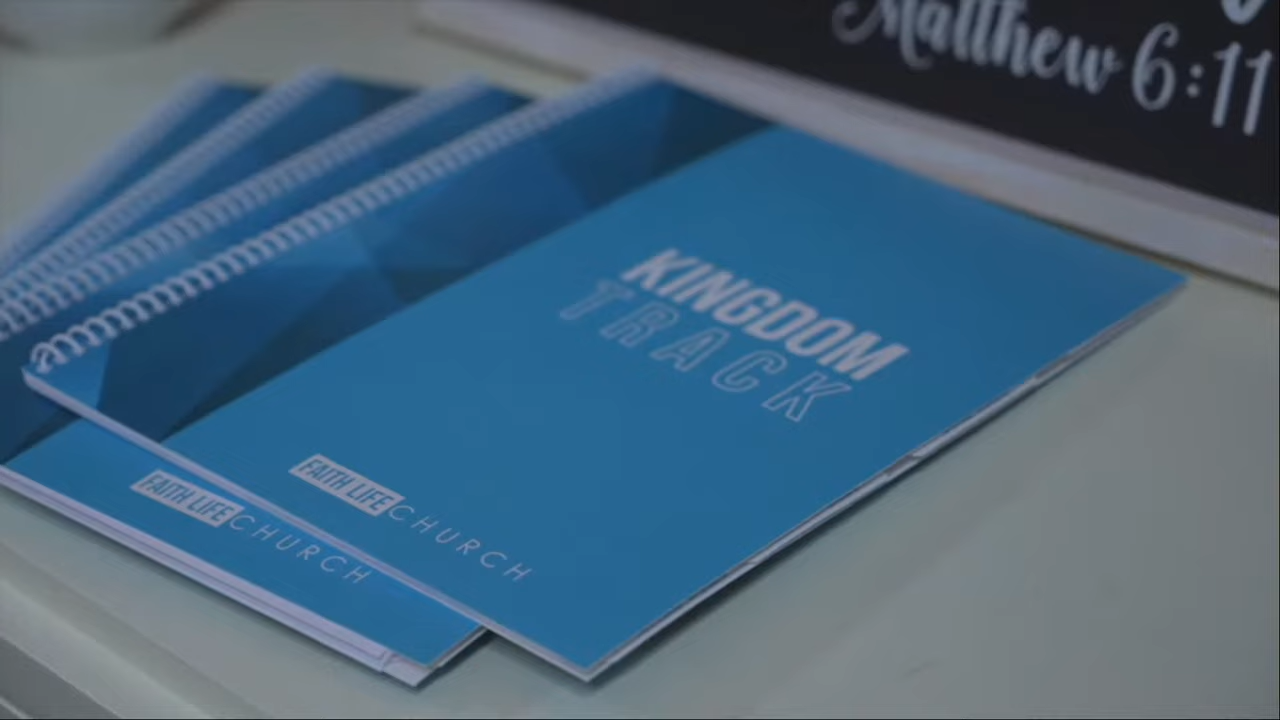 Matthew 6:11
KINGDOM
TRACK
FAITH LIFE CHURCH
FAITH LIFE CHURCH